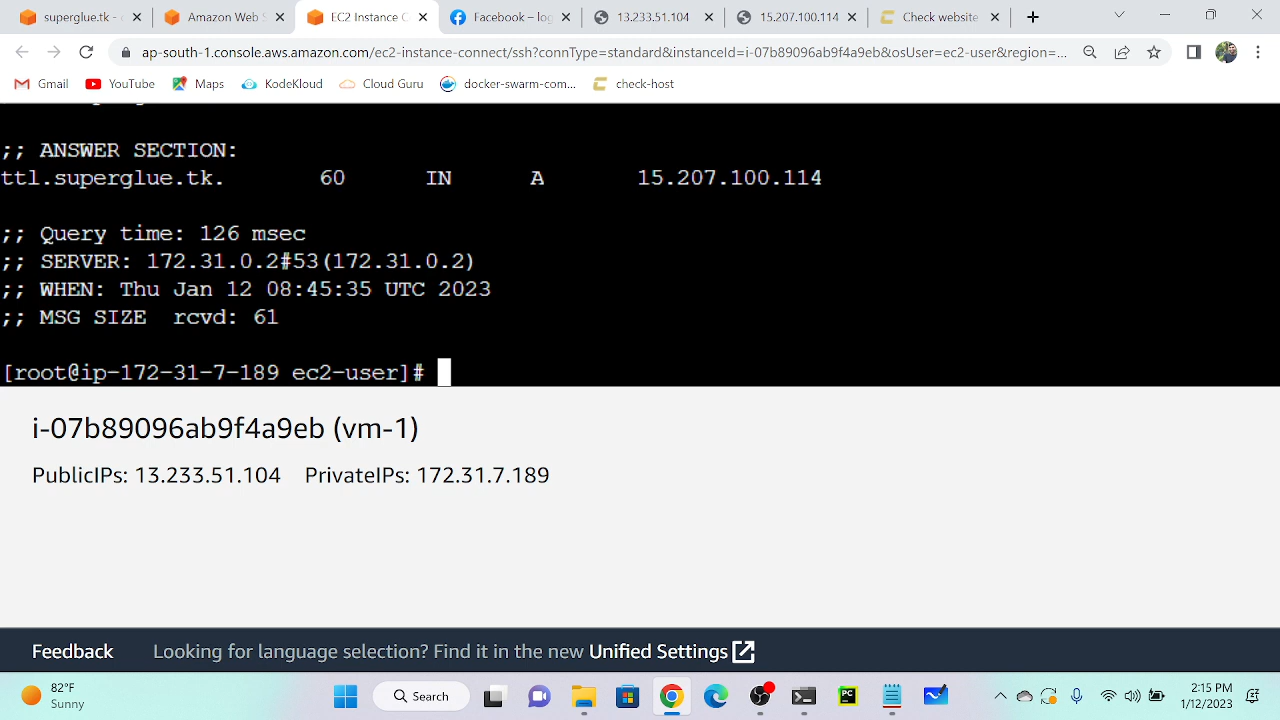 superglue.tk -
Amazon Web S
EC2 Instance C
Facebook – log
13.233.51.104
15.207.100.114
Check website
ap-south-1.console.aws.amazon.com/ec2-instance-connect/ssh?connType=standard&instanceId=i-07b89096ab9f4a9eb&osUser=ec2-user&region=...
Gmail
YouTube
Maps
KodeKloud
Cloud Guru
docker-swarm-com...
check-host
;; ANSWER SECTION:
ttl.superglue.tk. 60 IN A 15.207.100.114
;; Query time: 126 msec
;; SERVER: 172.31.0.2#53(172.31.0.2)
;; WHEN: Thu Jan 12 08:45:35 UTC 2023
;; MSG SIZE rcvd: 61
[root@ip-172-31-7-189 ec2-user]#
i-07b89096ab9f4a9eb (vm-1)
PublicIPs: 13.233.51.104 PrivateIPs: 172.31.7.189
Feedback Looking for language selection? Find it in the new Unified Settings
82°F
Sunny
Search
PC
2:15 PM
1/12/2023